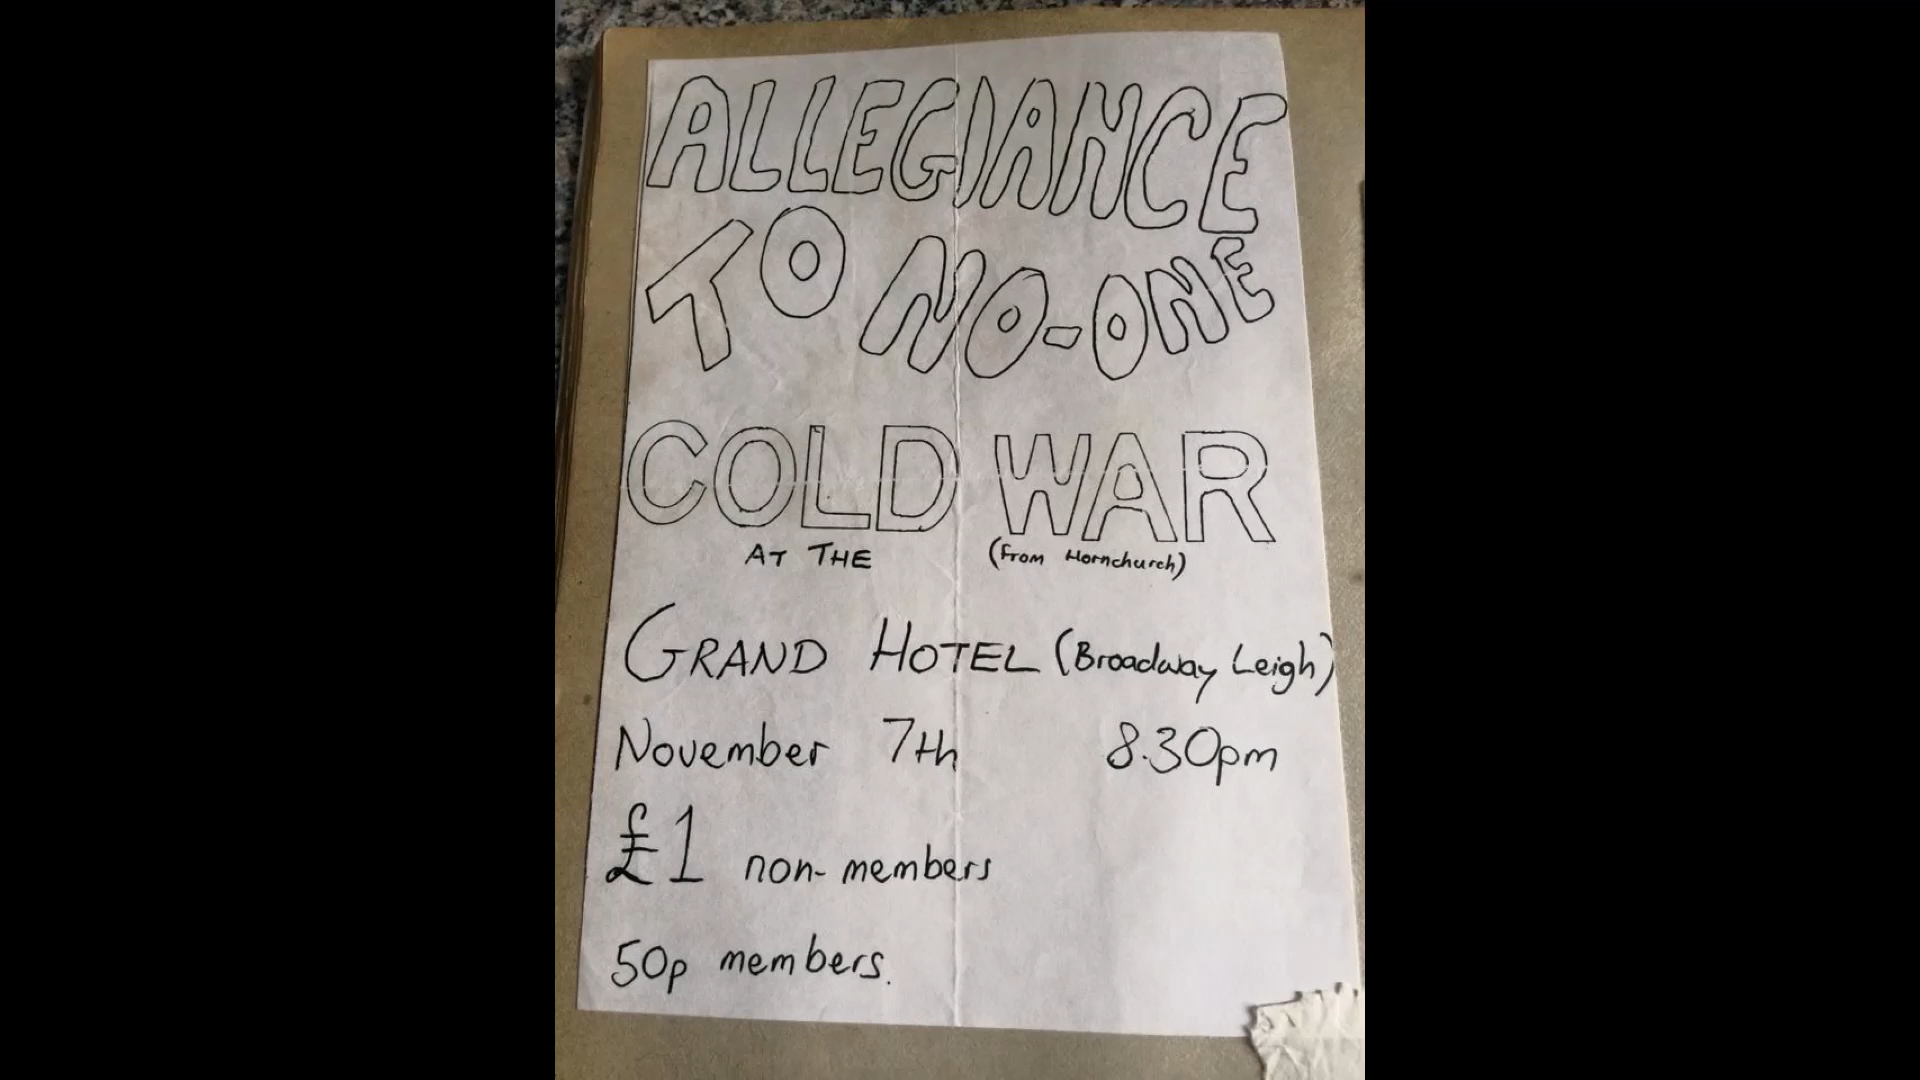 ALLEGIANCE
TO NO-ONE
COLD WAR
AT THE (from Hornchurch)
GRAND HOTEL (Broadway Leigh)
November 7th 8.30pm
£1 non-members
50p members.